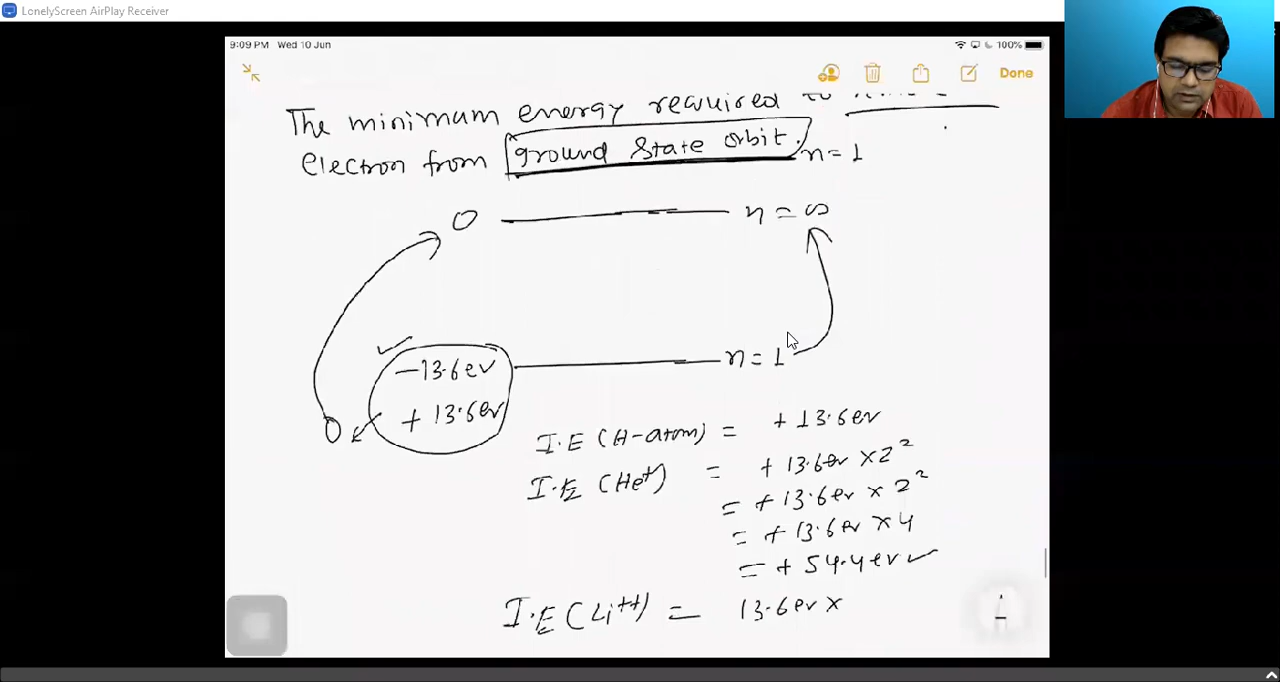 LonelyScreen AirPlay Receiver
9:09 PM Wed 10 Jun
100%
Done
The minimum energy required to
electron from ground state orbit. n=1
0 n = ∞
-13.6ev n = 1
+ 13.6ev
0
I.E (H-atom) = + 13.6ev
I.E (He+) = + 13.6ev × Z²
= + 13.6ev × 2²
= + 13.6ev × 4
= + 54.4ev ✓
I.E (Li++) = 13.6ev ×